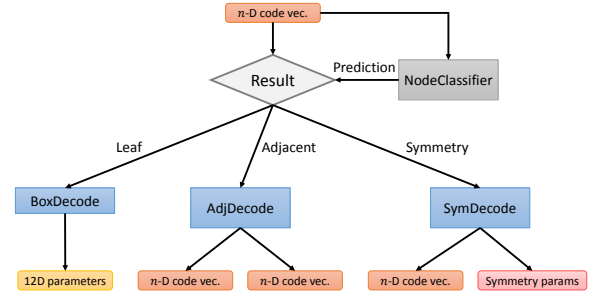 n-D code vec.
Prediction
Result
NodeClassifier
Leaf
Adjacent
Symmetry
BoxDecode
AdjDecode
SymDecode
12D parameters
n-D code vec.
n-D code vec.
n-D code vec.
Symmetry params